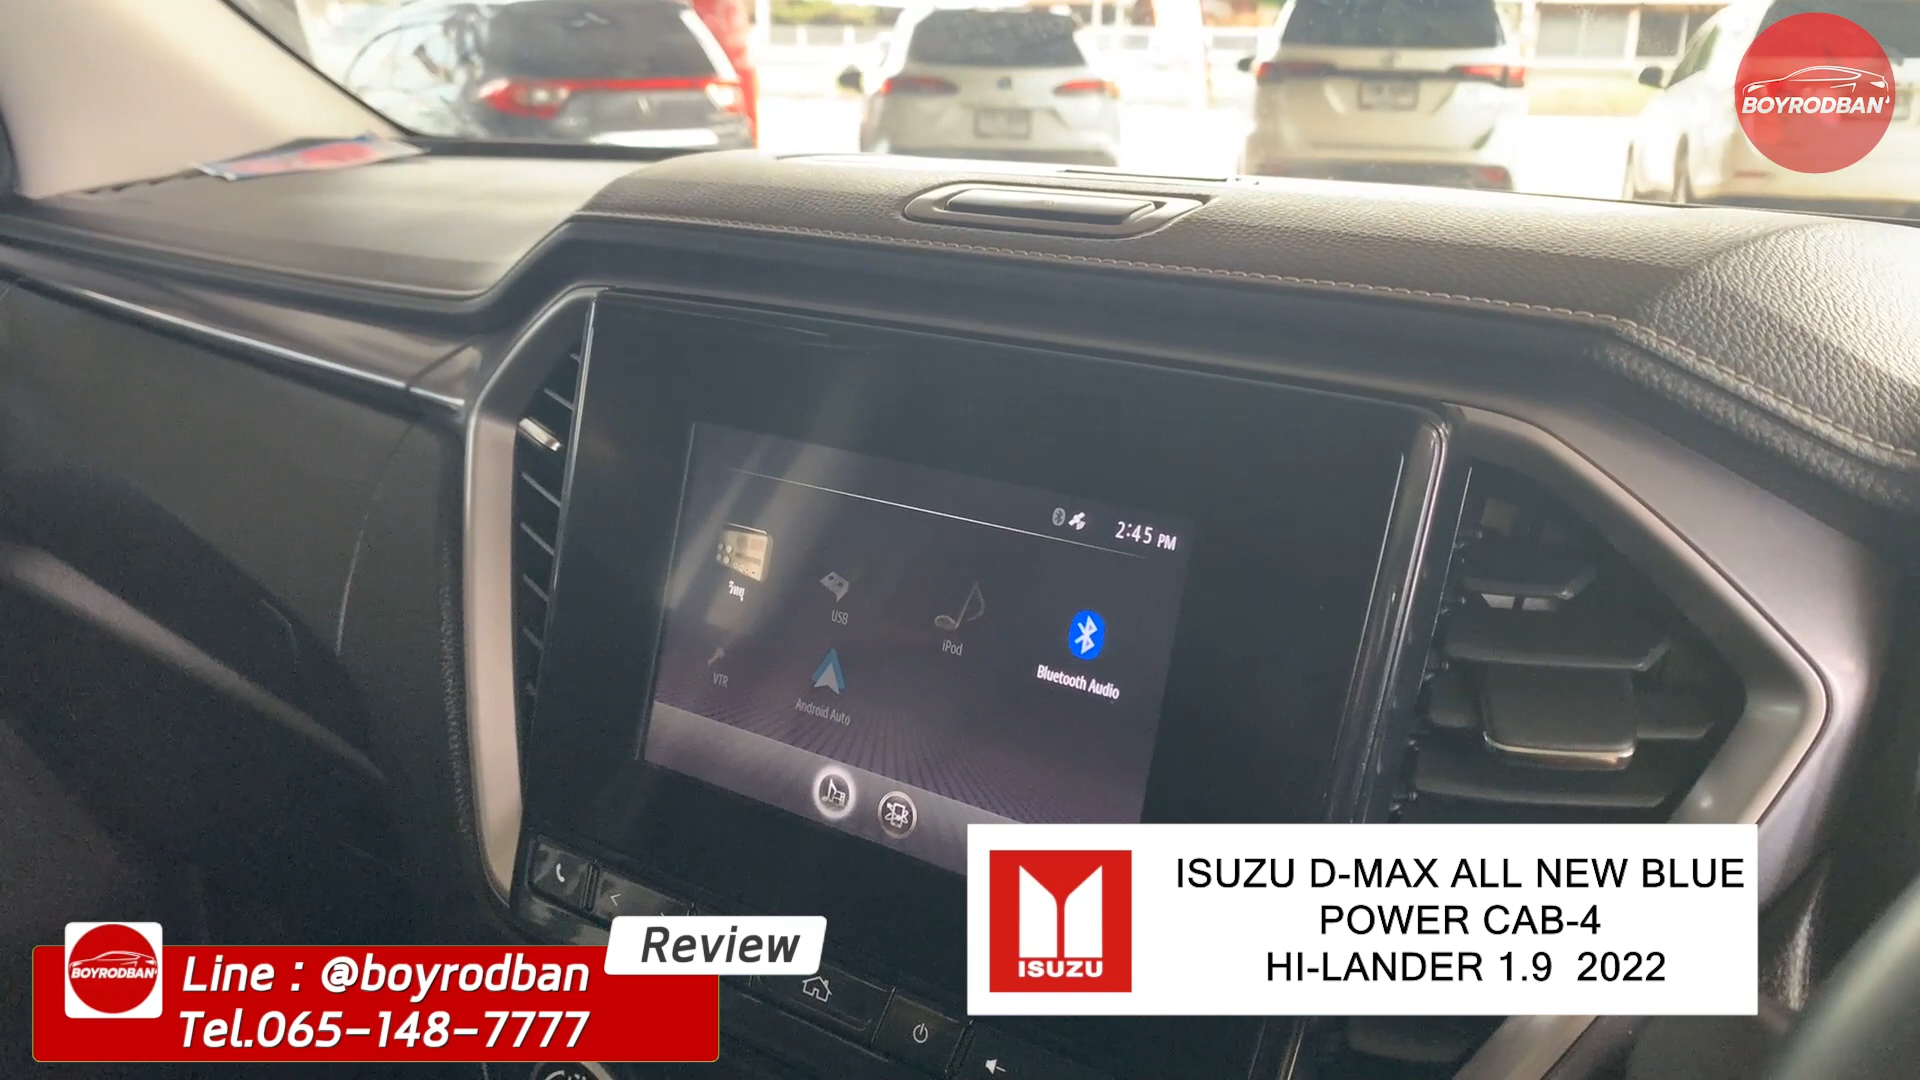 BOYRODBAN
2:45 PM
วิทยุ
USB
iPod
Bluetooth Audio
VTR
Android Auto
ISUZU D-MAX ALL NEW BLUE
POWER CAB-4
HI-LANDER 1.9 2022
ISUZU
Review
BOYRODBAN
Line : @boyrodban
Tel.065-148-7777